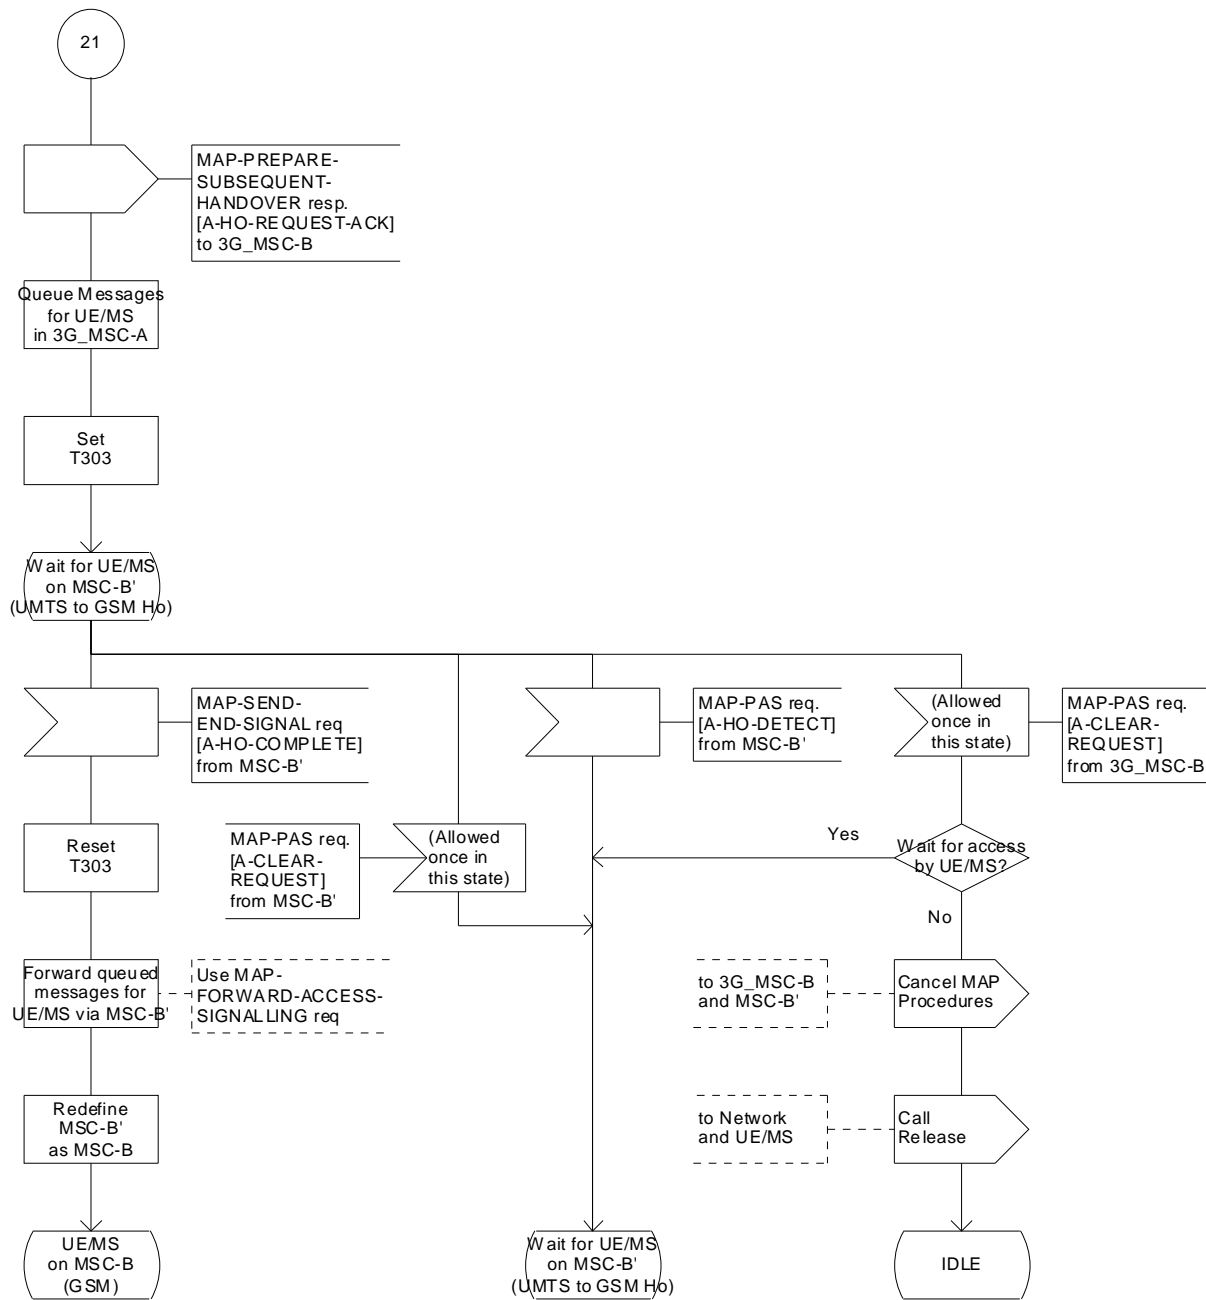 21
MAP-PREPARE-
SUBSEQUENT-
HANDOVER resp.
[A-HO-REQUEST-ACK]
to 3G_MSC-B
Queue Messages
for UE/MS
in 3G_MSC-A
Set
T303
Wait for UE/MS
on MSC-B'
(UMTS to GSM Ho)
MAP-SEND-
END-SIGNAL req
[A-HO-COMPLETE]
from MSC-B'
MAP-PAS req.
[A-HO-DETECT]
from MSC-B'
(Allowed
once in
this state)
MAP-PAS req.
[A-CLEAR-
REQUEST]
from 3G_MSC-B
Reset
T303
MAP-PAS req.
[A-CLEAR-
REQUEST]
from MSC-B'
(Allowed
once in
this state)
Yes
Wait for access
by UE/MS?
No
Forward queued
messages for
UE/MS via MSC-B'
Use MAP-
FORWARD-ACCESS-
SIGNALLING req
to 3G_MSC-B
and MSC-B'
Cancel MAP
Procedures
Redefine
MSC-B'
as MSC-B
to Network
and UE/MS
Call
Release
UE/MS
on MSC-B
(GSM)
Wait for UE/MS
on MSC-B'
(UMTS to GSM Ho)
IDLE